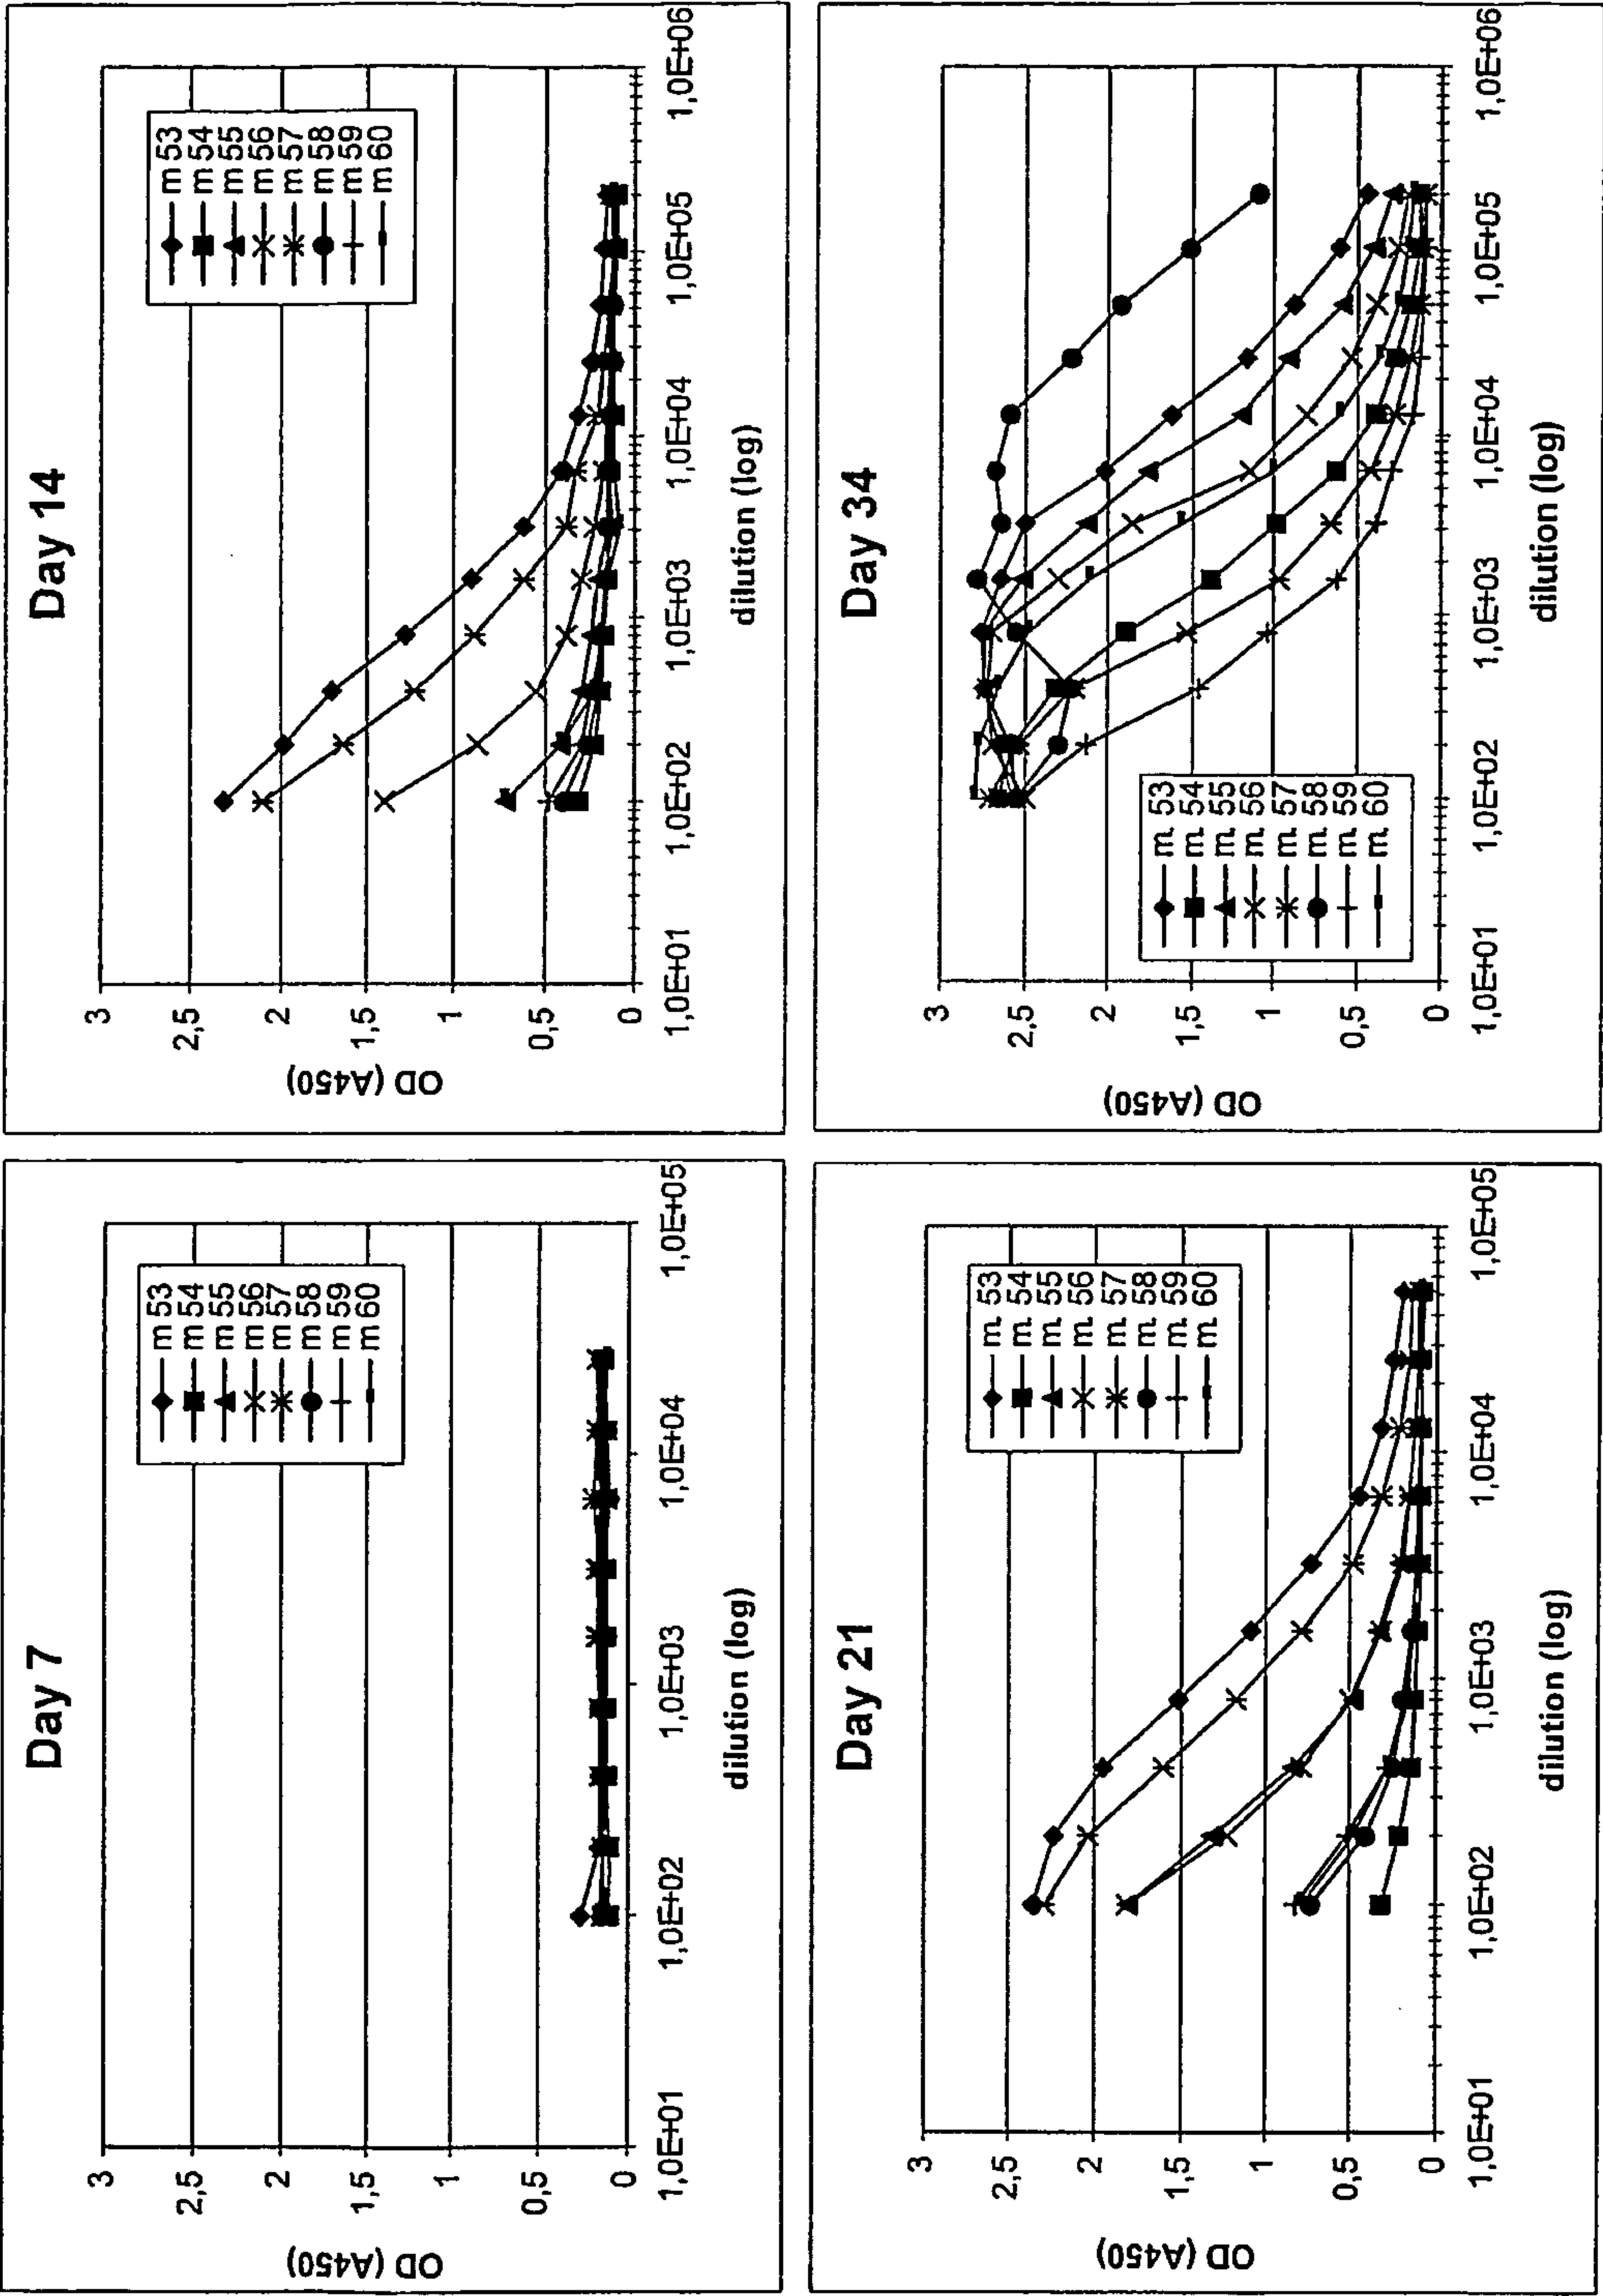 Day 7
3
2,5
2
1,5
1
0,5
0
OD (A450)
1,0E+01
1,0E+02
1,0E+03
1,0E+04
1,0E+05
dilution (log)
m 53
m 54
m 55
m 56
m 57
m 58
m 59
m 60
Day 14
3
2,5
2
1,5
1
0,5
0
OD (A450)
1,0E+01
1,0E+02
1,0E+03
1,0E+04
1,0E+05
1,0E+06
dilution (log)
m 53
m 54
m 55
m 56
m 57
m 58
m 59
m 60
Day 21
3
2,5
2
1,5
1
0,5
0
OD (A450)
1,0E+01
1,0E+02
1,0E+03
1,0E+04
1,0E+05
dilution (log)
m. 53
m. 54
m. 55
m. 56
m. 57
m. 58
m. 59
m. 60
Day 34
3
2,5
2
1,5
1
0,5
0
OD (A450)
1,0E+01
1,0E+02
1,0E+03
1,0E+04
1,0E+05
1,0E+06
dilution (log)
m. 53
m. 54
m. 55
m. 56
m. 57
m. 58
m. 59
m. 60